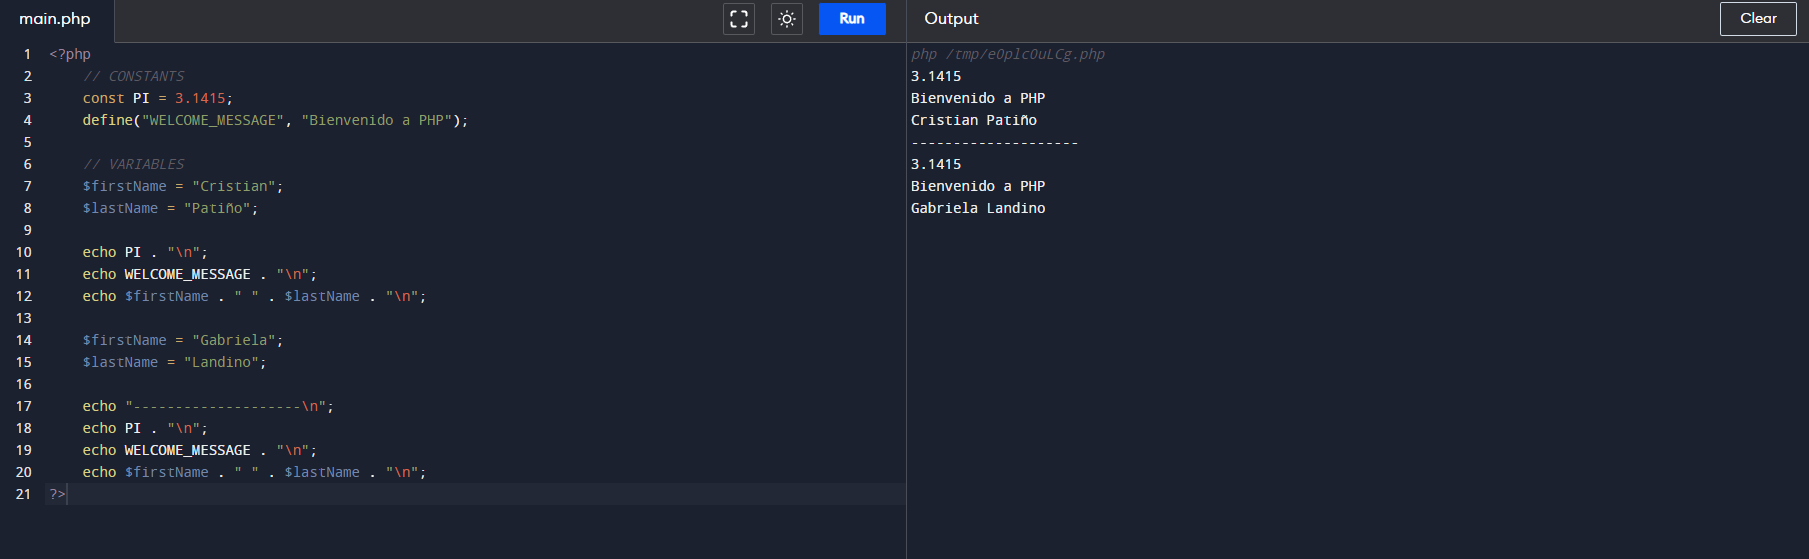 main.php
Run
1 <?php
2 // CONSTANTS
3 const PI = 3.1415;
4 define("WELCOME_MESSAGE", "Bienvenido a PHP");
5
6 // VARIABLES
7 $firstName = "Cristian";
8 $lastName = "Patiño";
9
10 echo PI . "\n";
11 echo WELCOME_MESSAGE . "\n";
12 echo $firstName . " " . $lastName . "\n";
13
14 $firstName = "Gabriela";
15 $lastName = "Landino";
16
17 echo "--------------------\n";
18 echo PI . "\n";
19 echo WELCOME_MESSAGE . "\n";
20 echo $firstName . " " . $lastName . "\n";
21 ?>
Output
Clear
php /tmp/e0plc0uLCg.php
3.1415
Bienvenido a PHP
Cristian Patiño
--------------------
3.1415
Bienvenido a PHP
Gabriela Landino